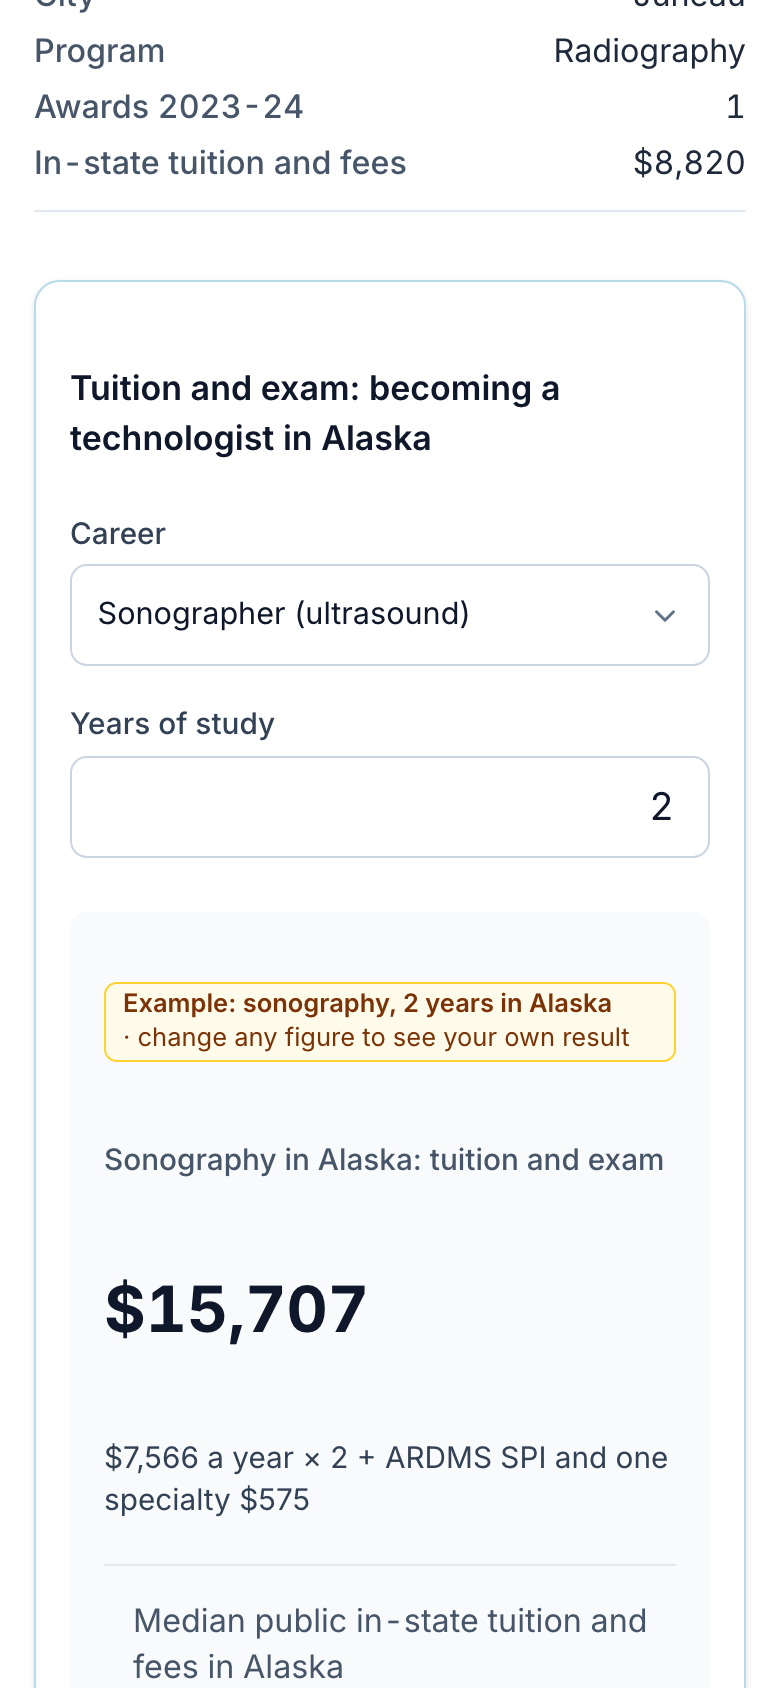 City Juneau
Program Radiography
Awards 2023-24 1
In-state tuition and fees $8,820
Tuition and exam: becoming a
technologist in Alaska
Career
Sonographer (ultrasound)
Years of study
2
Example: sonography, 2 years in Alaska
· change any figure to see your own result
Sonography in Alaska: tuition and exam
$15,707
$7,566 a year × 2 + ARDMS SPI and one
specialty $575
Median public in-state tuition and
fees in Alaska